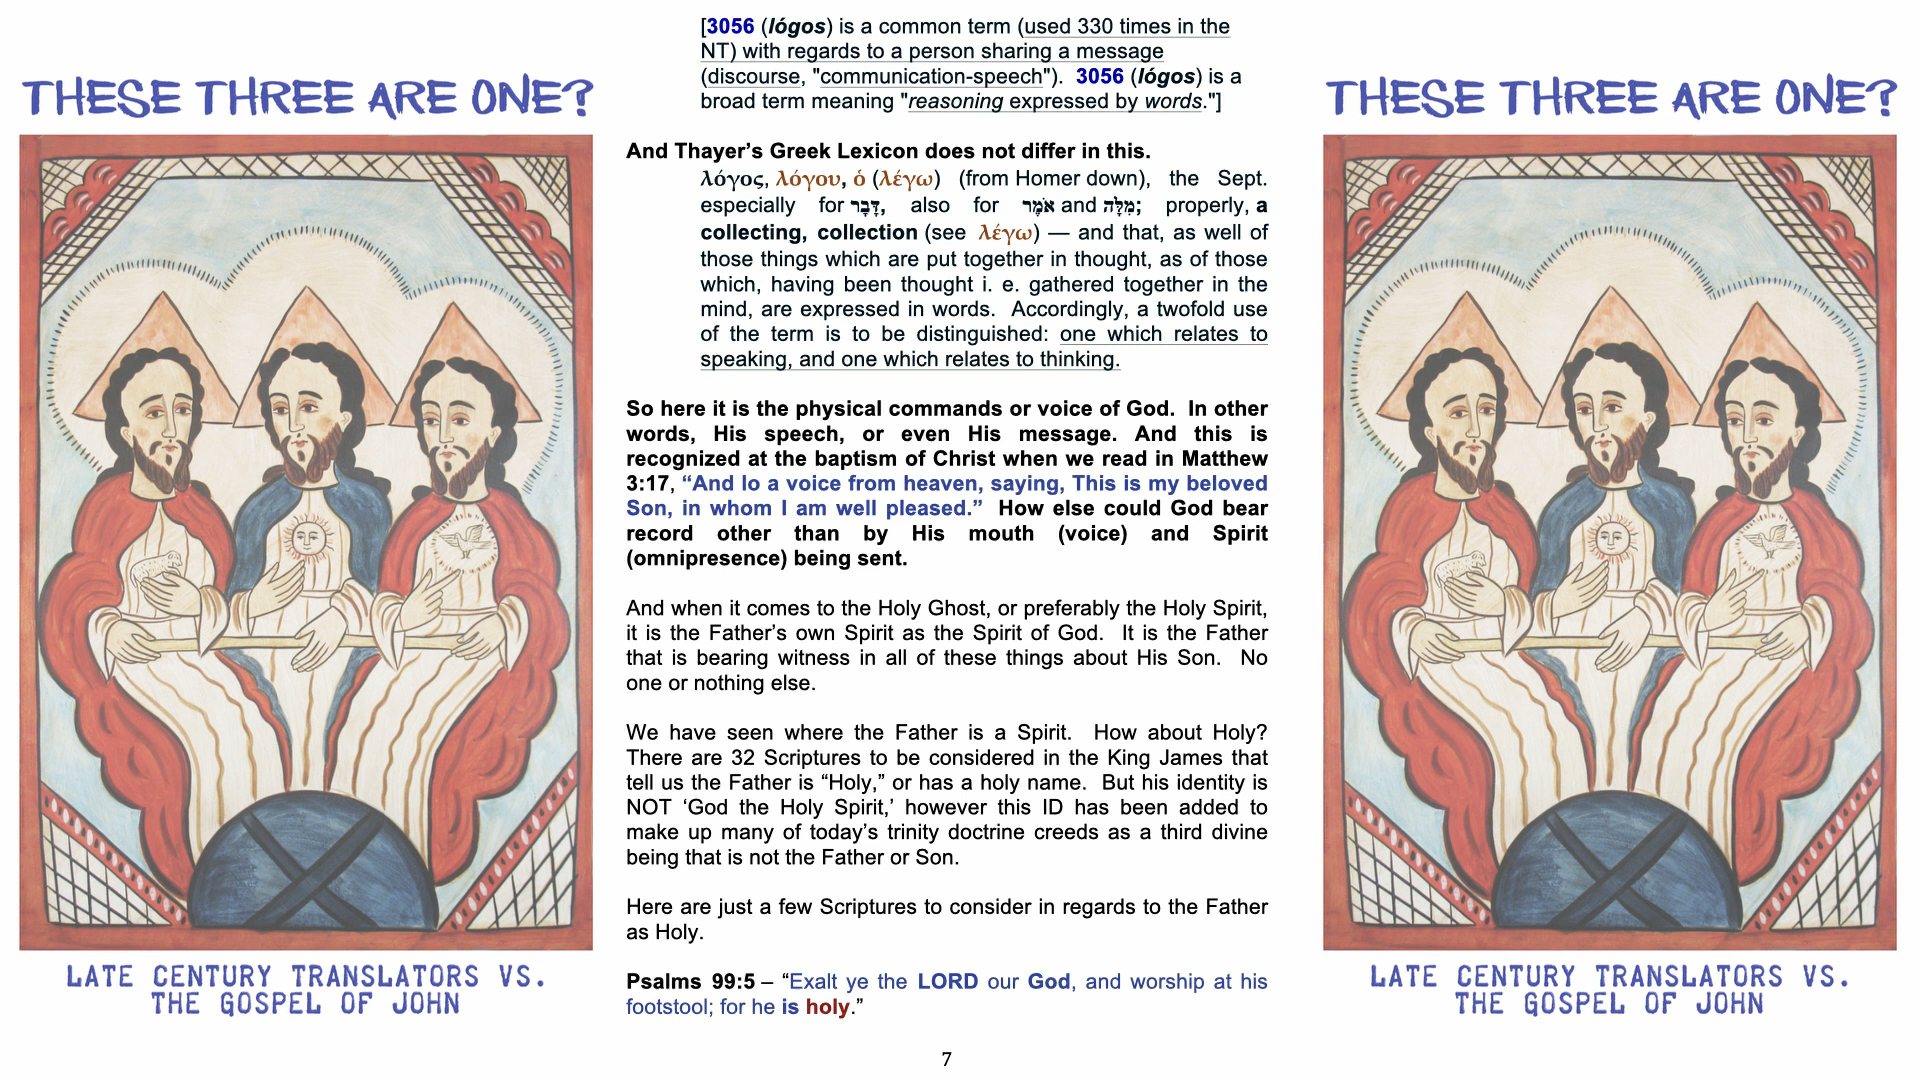 THESE THREE ARE ONE?
LATE CENTURY TRANSLATORS VS.
THE GOSPEL OF JOHN
[3056 (lógos) is a common term (used 330 times in the
NT) with regards to a person sharing a message
(discourse, "communication-speech"). 3056 (lógos) is a
broad term meaning "reasoning expressed by words."]
And Thayer’s Greek Lexicon does not differ in this.
λόγος, λόγου, ὁ (λέγω) (from Homer down), the Sept.
especially for דָּבָר, also for אֹמֶר and מִלָּה; properly, a
collecting, collection (see λέγω) — and that, as well of
those things which are put together in thought, as of those
which, having been thought i. e. gathered together in the
mind, are expressed in words. Accordingly, a twofold use
of the term is to be distinguished: one which relates to
speaking, and one which relates to thinking.
So here it is the physical commands or voice of God. In other
words, His speech, or even His message. And this is
recognized at the baptism of Christ when we read in Matthew
3:17, “And lo a voice from heaven, saying, This is my beloved
Son, in whom I am well pleased.” How else could God bear
record other than by His mouth (voice) and Spirit
(omnipresence) being sent.
And when it comes to the Holy Ghost, or preferably the Holy Spirit,
it is the Father’s own Spirit as the Spirit of God. It is the Father
that is bearing witness in all of these things about His Son. No
one or nothing else.
We have seen where the Father is a Spirit. How about Holy?
There are 32 Scriptures to be considered in the King James that
tell us the Father is “Holy,” or has a holy name. But his identity is
NOT ‘God the Holy Spirit,’ however this ID has been added to
make up many of today’s trinity doctrine creeds as a third divine
being that is not the Father or Son.
Here are just a few Scriptures to consider in regards to the Father
as Holy.
Psalms 99:5 – “Exalt ye the LORD our God, and worship at his
footstool; for he is holy.”
7
THESE THREE ARE ONE?
LATE CENTURY TRANSLATORS VS.
THE GOSPEL OF JOHN